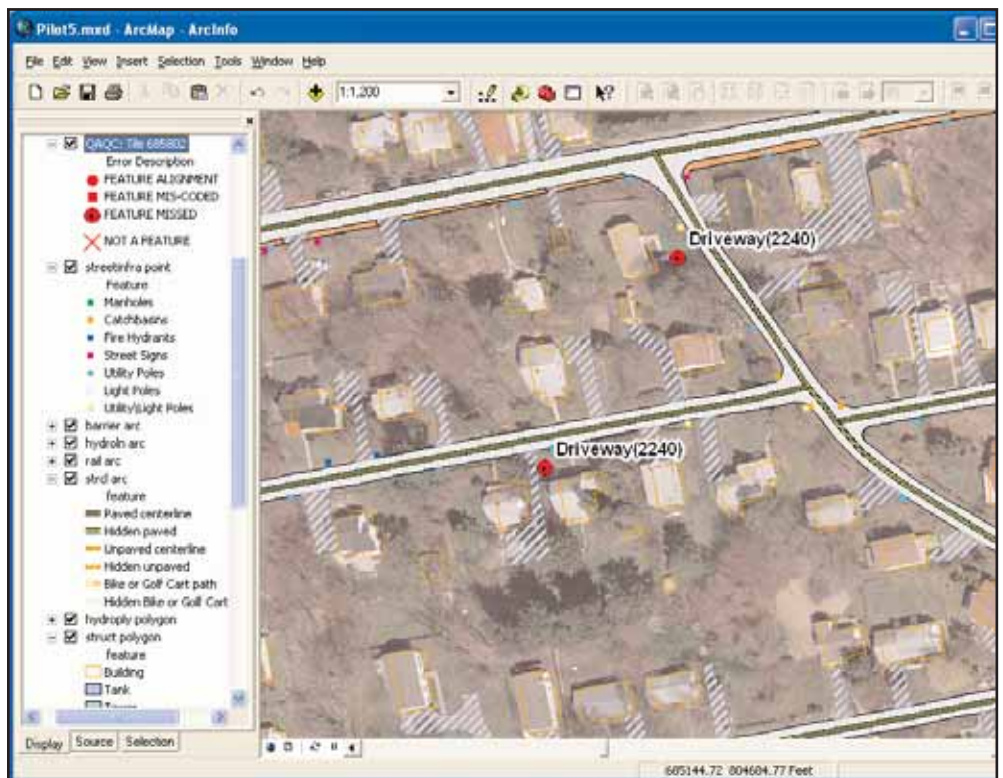 Pilot5.mxd - ArcMap - ArcInfo
File Edit View Insert Selection Tools Window Help
1:1,200
QAQC: Tile 685802
Error Description
FEATURE ALIGNMENT
FEATURE MIS-CODED
FEATURE MISSED
NOT A FEATURE
streetinfra point
Feature
Manholes
Catchbasins
Fire Hydrants
Street Signs
Utility Poles
Light Poles
Utility\Light Poles
barrier arc
hydroln arc
rail arc
strcl arc
feature
Paved centerline
Hidden paved
Unpaved centerline
Hidden unpaved
Bike or Golf Cart path
Hidden Bike or Golf Cart
hydroply polygon
struct polygon
feature
Building
Tank
Display Source Selection
Driveway(2240)
Driveway(2240)
685144.72 804684.77 Feet